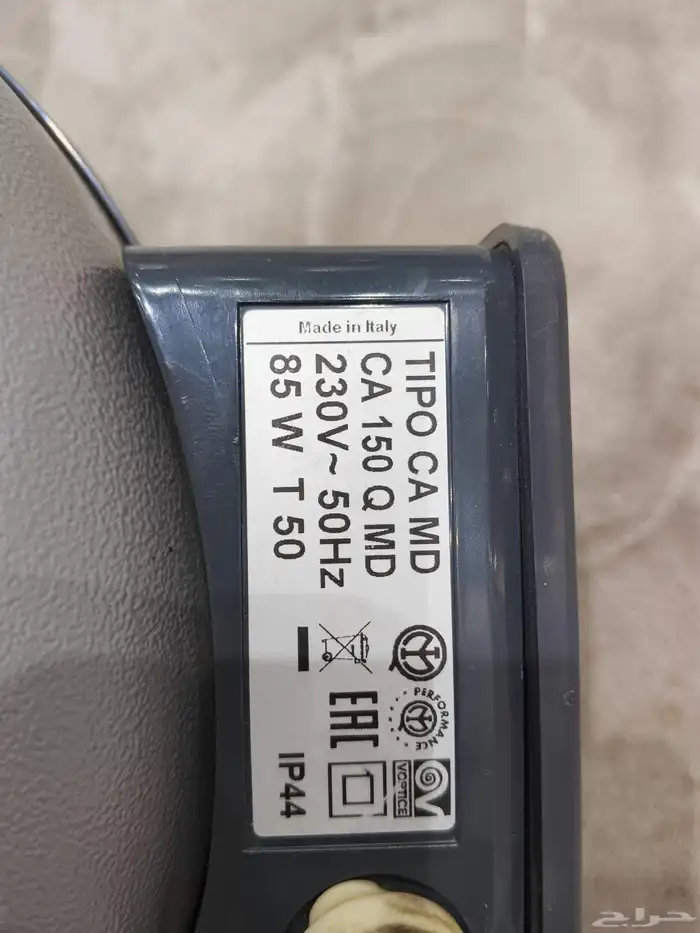 Made in Italy
TIPO CA MD
CA 150 Q MD
230V~ 50Hz
85 W T 50
PERFORMANCE
VORTICE
EAC
IP44
حراج